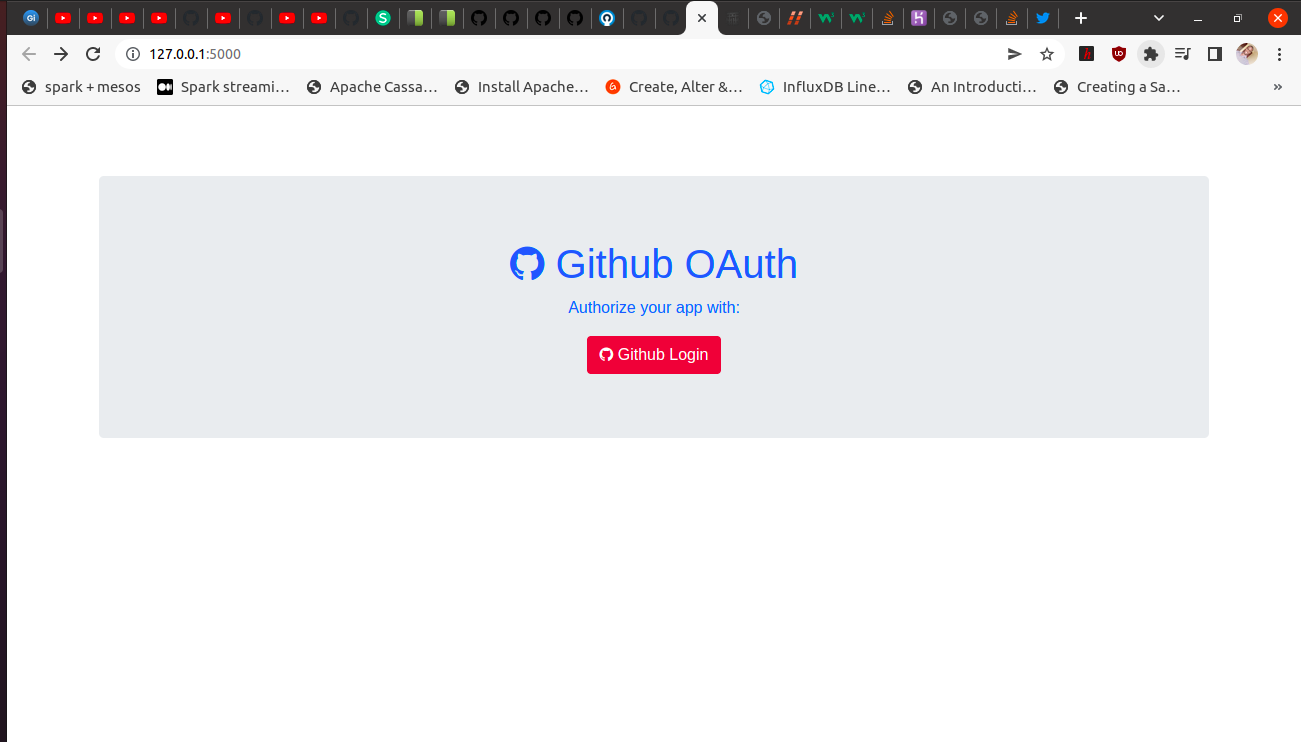 Gi
S
127.0.0.1:5000
spark + mesos
Spark streami…
Apache Cassa…
Install Apache…
Create, Alter &…
InfluxDB Line…
An Introducti…
Creating a Sa…
»
Github OAuth
Authorize your app with:
Github Login